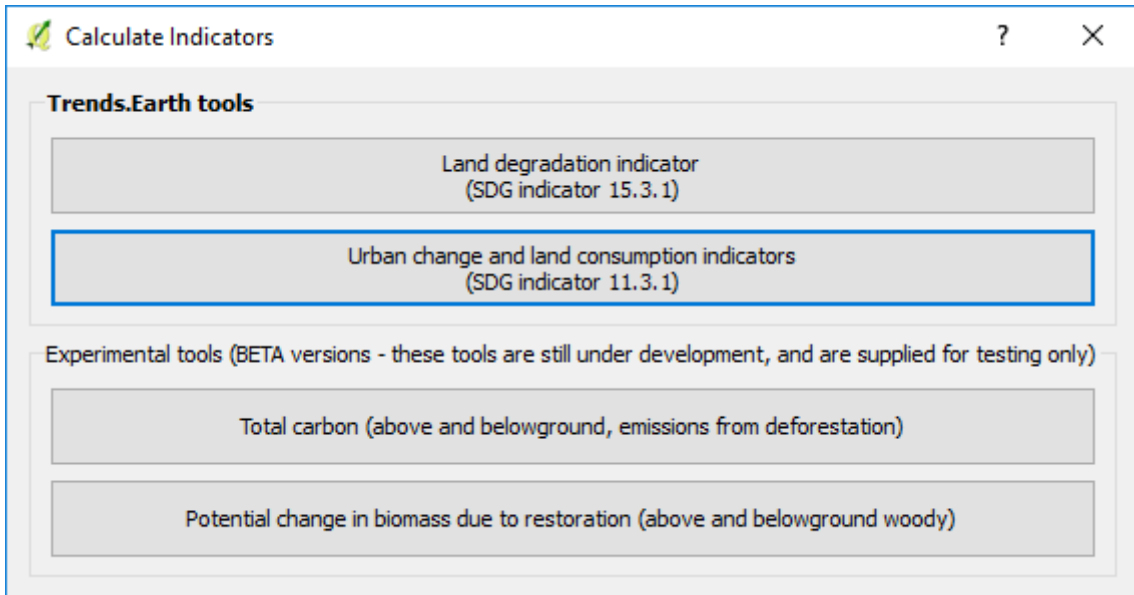 Calculate Indicators
Trends.Earth tools
Land degradation indicator
(SDG indicator 15.3.1)
Urban change and land consumption indicators
(SDG indicator 11.3.1)
Experimental tools (BETA versions - these tools are still under development, and are supplied for testing only)
Total carbon (above and belowground, emissions from deforestation)
Potential change in biomass due to restoration (above and belowground woody)